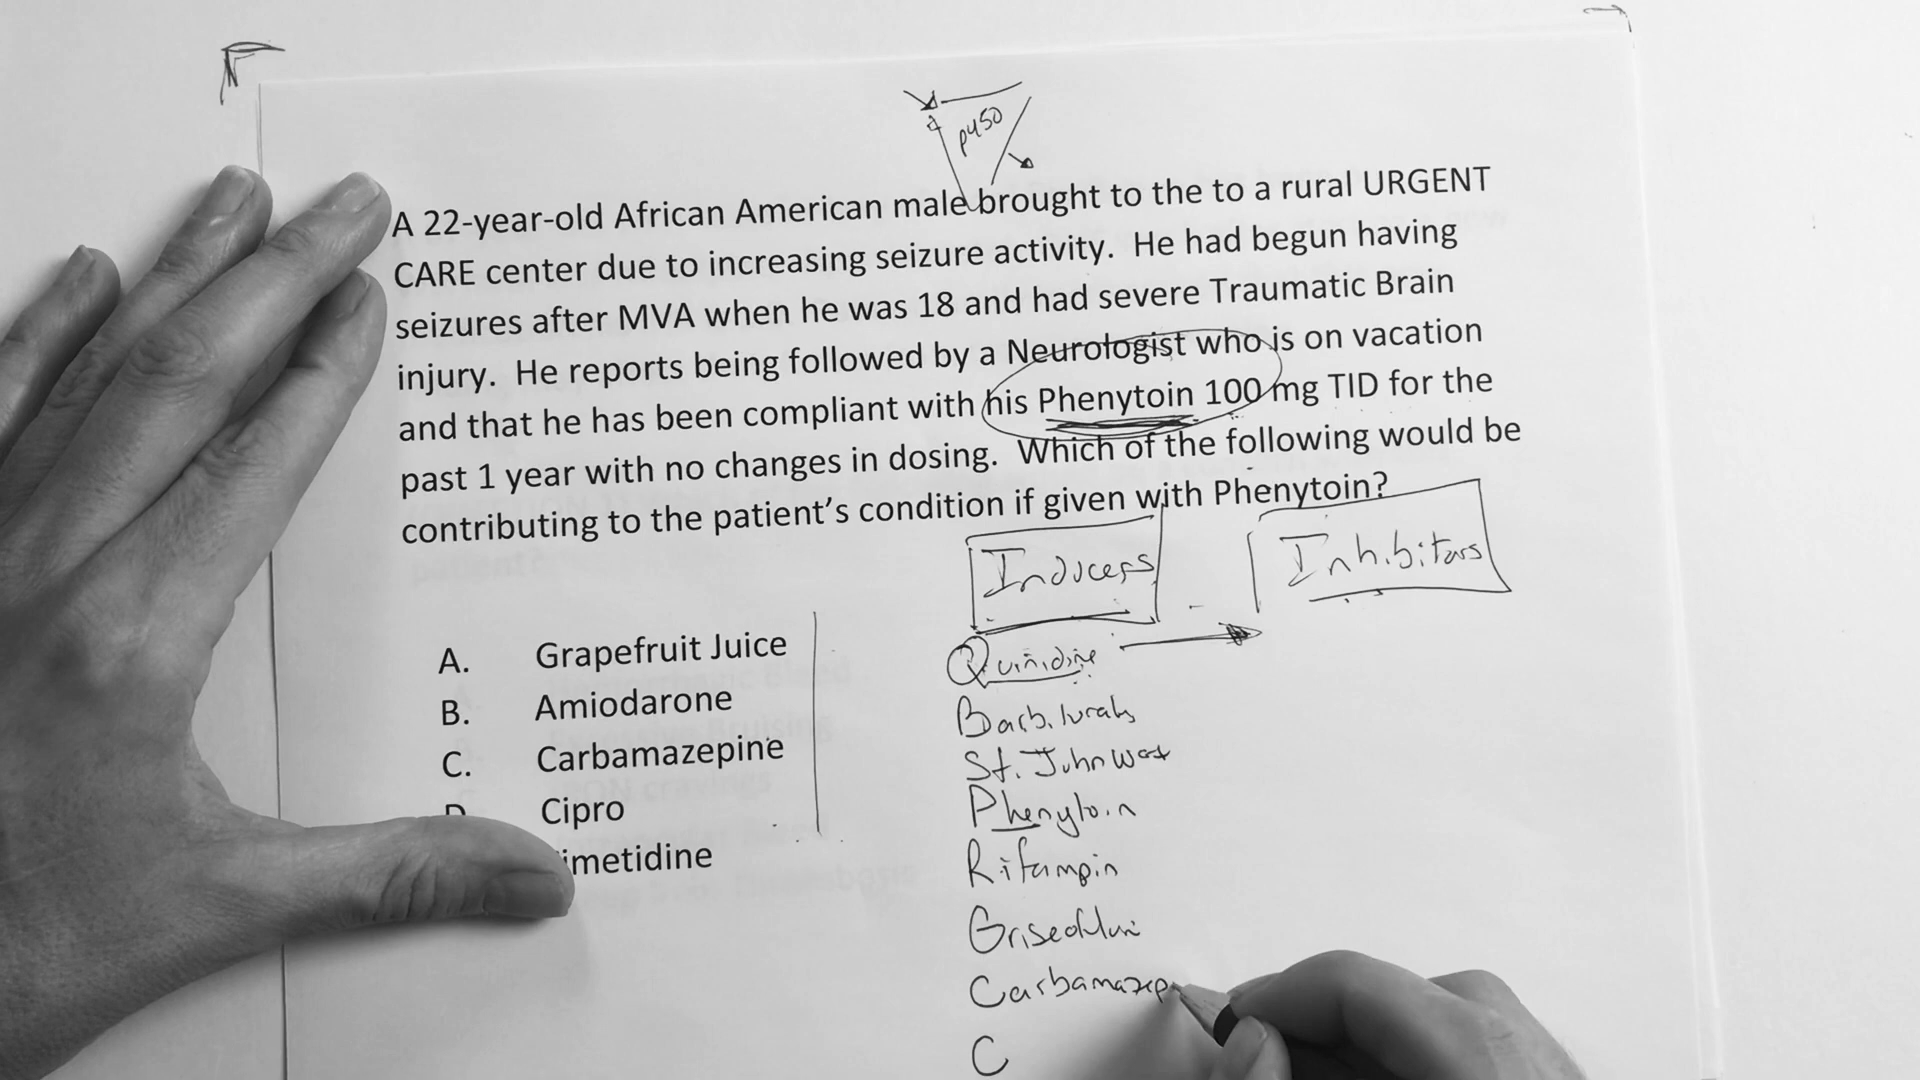 p450
A 22-year-old African American male brought to the to a rural URGENT
CARE center due to increasing seizure activity. He had begun having
seizures after MVA when he was 18 and had severe Traumatic Brain
injury. He reports being followed by a Neurologist who is on vacation
and that he has been compliant with his Phenytoin 100 mg TID for the
past 1 year with no changes in dosing. Which of the following would be
contributing to the patient's condition if given with Phenytoin?
Inducers Inhibitors
A. Grapefruit Juice
B. Amiodarone
C. Carbamazepine
D. Cipro
imetidine
Quinidine
Barbiturals
St. John Wort
Phenytoin
Rifampin
Carbamazep
C